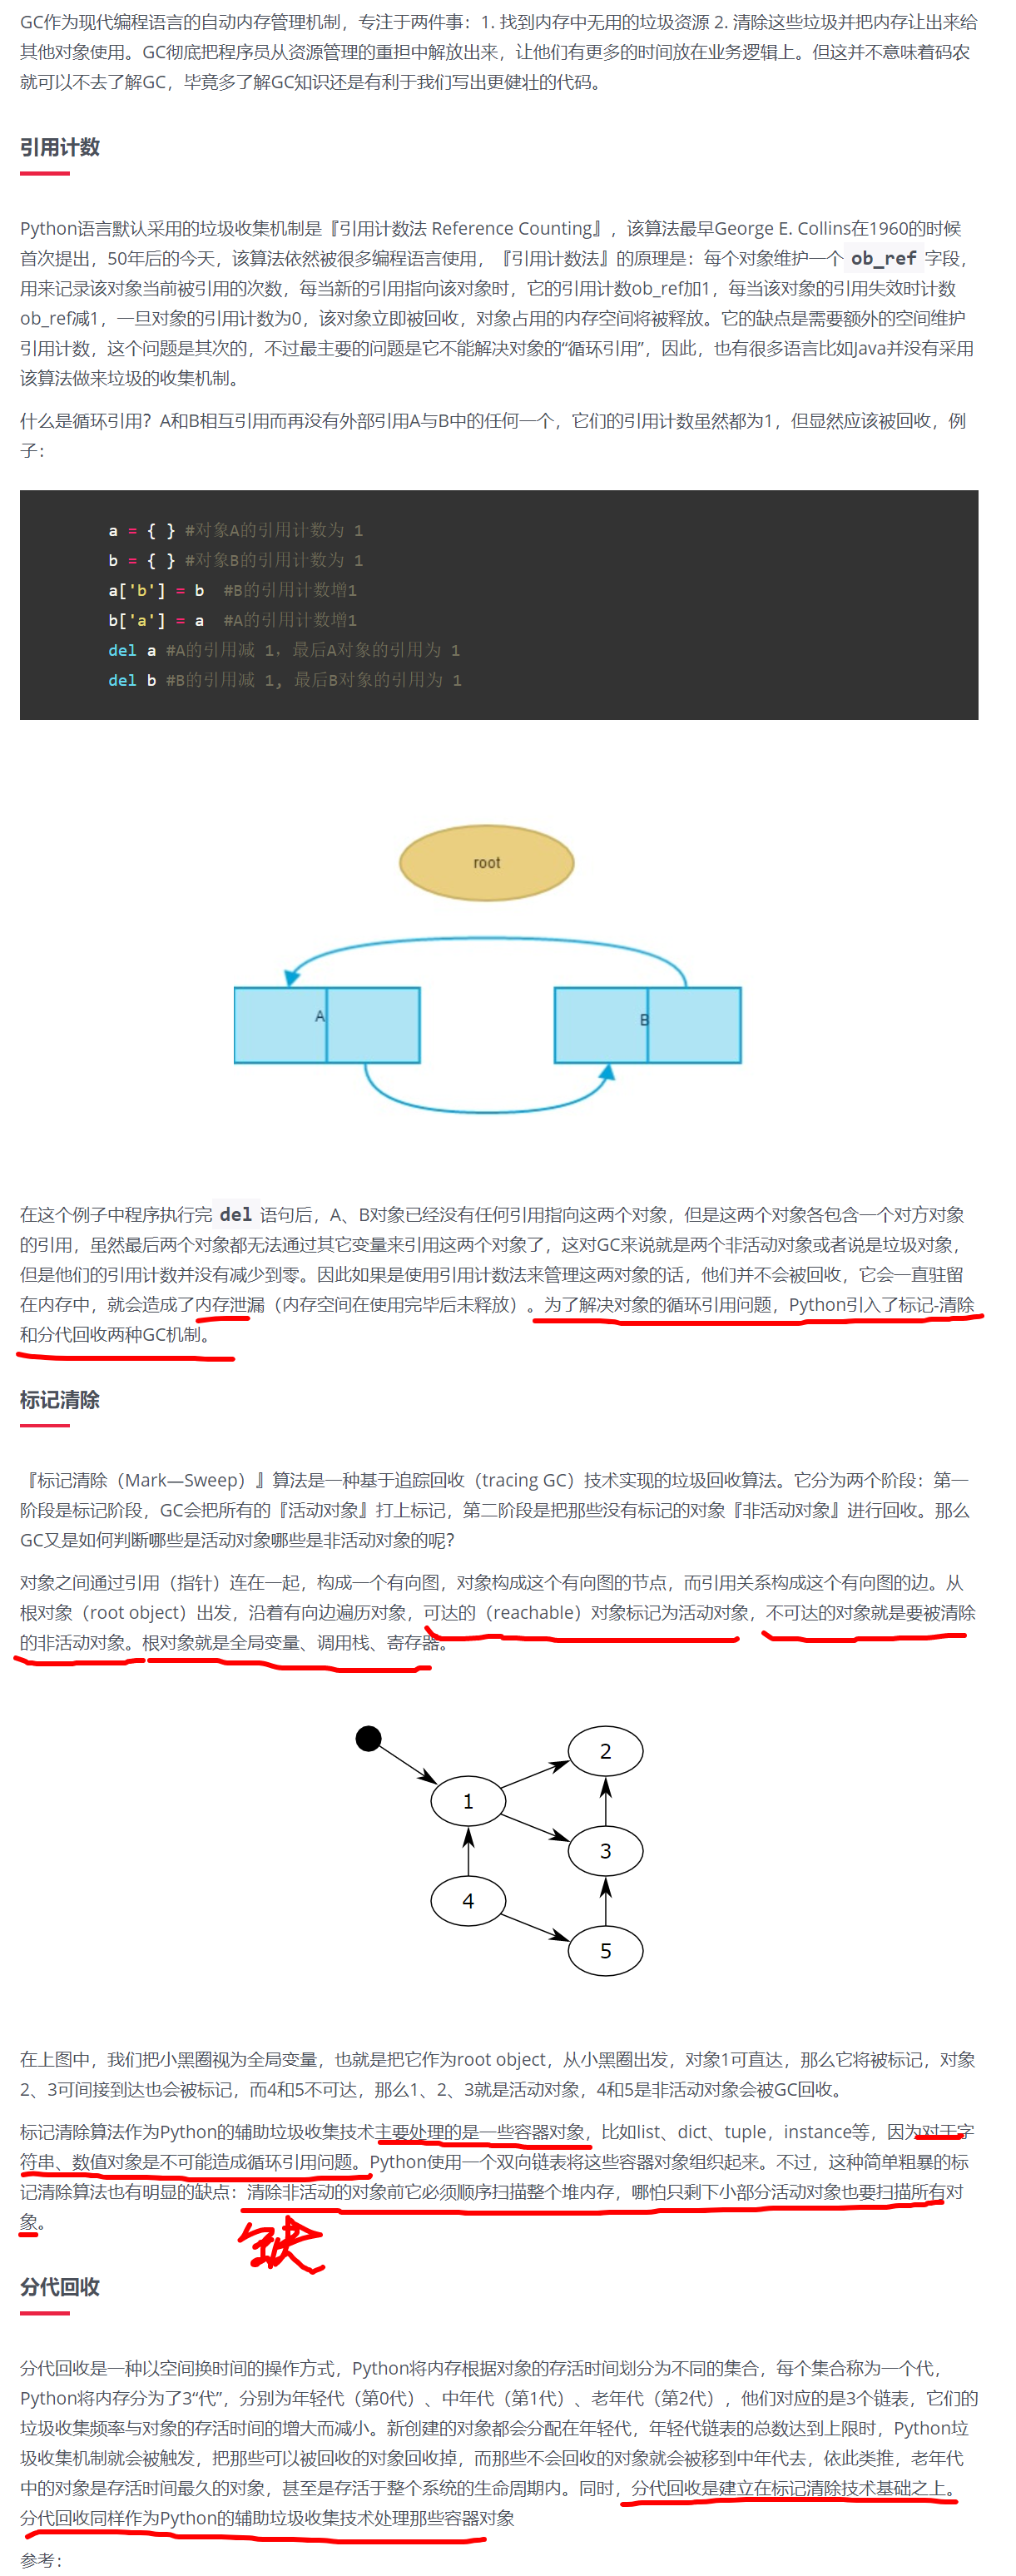 GC作为现代编程语言的自动内存管理机制，专注于两件事：1. 找到内存中无用的垃圾资源 2. 清除这些垃圾并把内存让出来给
其他对象使用。GC彻底把程序员从资源管理的重担中解放出来，让他们有更多的时间放在业务逻辑上。但这并不意味着码农
就可以不去了解GC，毕竟多了解GC知识还是有利于我们写出更健壮的代码。
引用计数
Python语言默认采用的垃圾收集机制是『引用计数法 Reference Counting』，该算法最早George E. Collins在1960的时候
首次提出，50年后的今天，该算法依然被很多编程语言使用，『引用计数法』的原理是：每个对象维护一个 ob_ref 字段，
用来记录该对象当前被引用的次数，每当新的引用指向该对象时，它的引用计数ob_ref加1，每当该对象的引用失效时计数
ob_ref减1，一旦对象的引用计数为0，该对象立即被回收，对象占用的内存空间将被释放。它的缺点是需要额外的空间维护
引用计数，这个问题是其次的，不过最主要的问题是它不能解决对象的“循环引用”，因此，也有很多语言比如Java并没有采用
该算法做来垃圾的收集机制。
什么是循环引用？A和B相互引用而再没有外部引用A与B中的任何一个，它们的引用计数虽然都为1，但显然应该被回收，例
子：
a = { } #对象A的引用计数为 1
b = { } #对象B的引用计数为 1
a['b'] = b  #B的引用计数增1
b['a'] = a  #A的引用计数增1
del a #A的引用减 1，最后A对象的引用为 1
del b #B的引用减 1, 最后B对象的引用为 1
root
A
B
在这个例子中程序执行完 del 语句后，A、B对象已经没有任何引用指向这两个对象，但是这两个对象各包含一个对方对象
的引用，虽然最后两个对象都无法通过其它变量来引用这两个对象了，这对GC来说就是两个非活动对象或者说是垃圾对象，
但是他们的引用计数并没有减少到零。因此如果是使用引用计数法来管理这两对象的话，他们并不会被回收，它会一直驻留
在内存中，就会造成了内存泄漏（内存空间在使用完毕后未释放）。为了解决对象的循环引用问题，Python引入了标记-清除
和分代回收两种GC机制。
标记清除
『标记清除（Mark—Sweep）』算法是一种基于追踪回收（tracing GC）技术实现的垃圾回收算法。它分为两个阶段：第一
阶段是标记阶段，GC会把所有的『活动对象』打上标记，第二阶段是把那些没有标记的对象『非活动对象』进行回收。那么
GC又是如何判断哪些是活动对象哪些是非活动对象的呢？
对象之间通过引用（指针）连在一起，构成一个有向图，对象构成这个有向图的节点，而引用关系构成这个有向图的边。从
根对象（root object）出发，沿着有向边遍历对象，可达的（reachable）对象标记为活动对象，不可达的对象就是要被清除
的非活动对象。根对象就是全局变量、调用栈、寄存器。
1
2
3
4
5
在上图中，我们把小黑圈视为全局变量，也就是把它作为root object，从小黑圈出发，对象1可直达，那么它将被标记，对象
2、3可间接到达也会被标记，而4和5不可达，那么1、2、3就是活动对象，4和5是非活动对象会被GC回收。
标记清除算法作为Python的辅助垃圾收集技术主要处理的是一些容器对象，比如list、dict、tuple，instance等，因为对于字
符串、数值对象是不可能造成循环引用问题。Python使用一个双向链表将这些容器对象组织起来。不过，这种简单粗暴的标
记清除算法也有明显的缺点：清除非活动的对象前它必须顺序扫描整个堆内存，哪怕只剩下小部分活动对象也要扫描所有对
象。
缺
分代回收
分代回收是一种以空间换时间的操作方式，Python将内存根据对象的存活时间划分为不同的集合，每个集合称为一个代，
Python将内存分为了3“代”，分别为年轻代（第0代）、中年代（第1代）、老年代（第2代），他们对应的是3个链表，它们的
垃圾收集频率与对象的存活时间的增大而减小。新创建的对象都会分配在年轻代，年轻代链表的总数达到上限时，Python垃
圾收集机制就会被触发，把那些可以被回收的对象回收掉，而那些不会回收的对象就会被移到中年代去，依此类推，老年代
中的对象是存活时间最久的对象，甚至是存活于整个系统的生命周期内。同时，分代回收是建立在标记清除技术基础之上。
分代回收同样作为Python的辅助垃圾收集技术处理那些容器对象
参考：